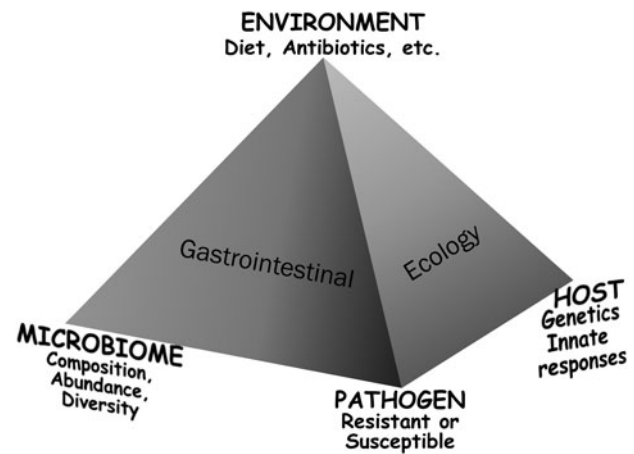 ENVIRONMENT
Diet, Antibiotics, etc.
Gastrointestinal
Ecology
MICROBIOME
Composition,
Abundance,
Diversity
PATHOGEN
Resistant or
Susceptible
HOST
Genetics
Innate
responses